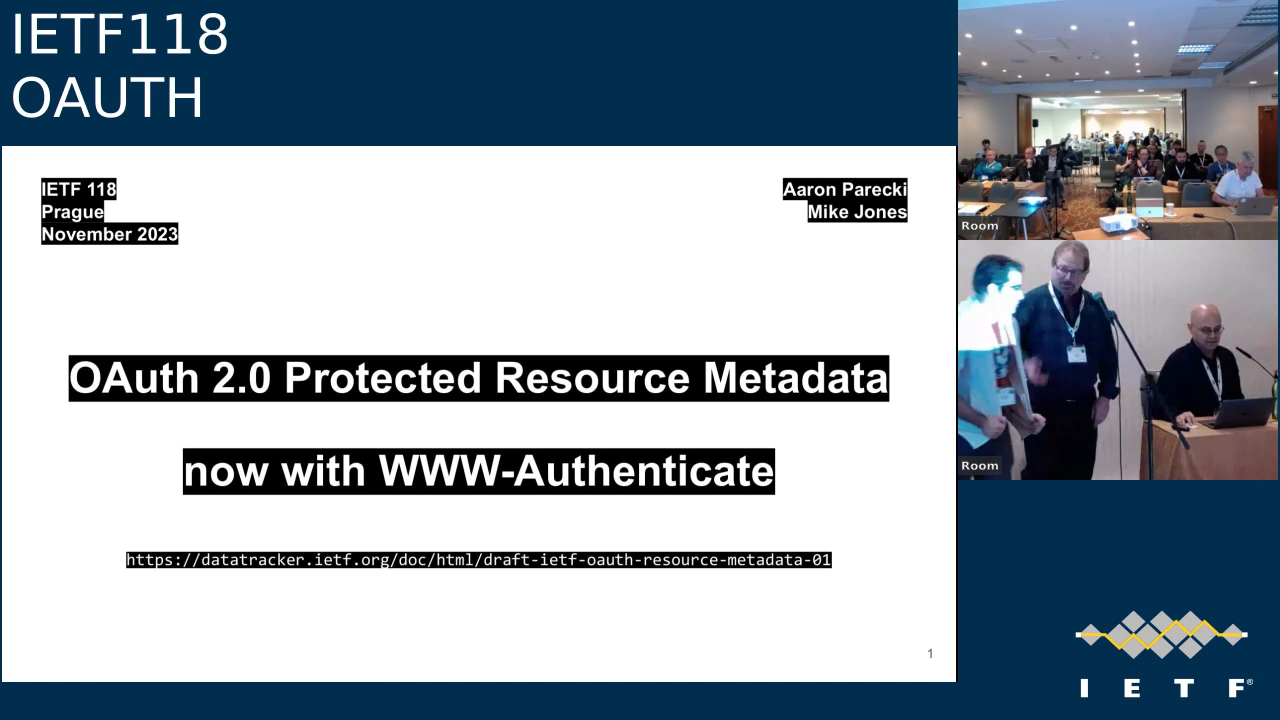 IETF118
OAUTH
IETF 118
Prague
November 2023
Aaron Parecki
Mike Jones
OAuth 2.0 Protected Resource Metadata
now with WWW-Authenticate
https://datatracker.ietf.org/doc/html/draft-ietf-oauth-resource-metadata-01
1
Room
Room
I E T F®